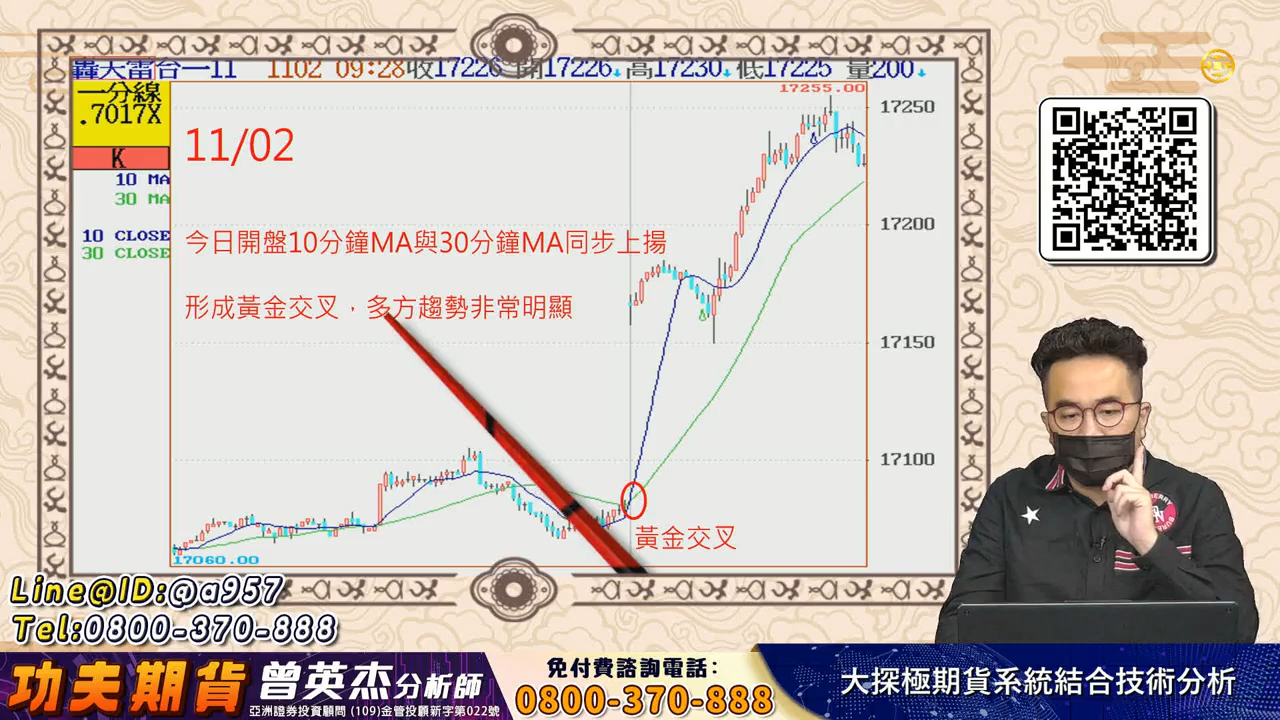 轟天雷台一11 1102 09:28收17226 開17226↓高17230↓低17225 量200↓
一分線
.7017X
K
10 MA
30 MA
10 CLOSE
30 CLOSE
17255.00
17250
17200
17150
17100
17060.00
11/02
今日開盤10分鐘MA與30分鐘MA同步上揚
形成黃金交叉，多方趨勢非常明顯
黃金交叉
Line@ID:@a957
Tel:0800-370-888
功夫期貨 曾英杰分析師
亞洲證券投資顧問 (109)金管投顧新字第022號
免付費諮詢電話：
0800-370-888
大探極期貨系統結合技術分析